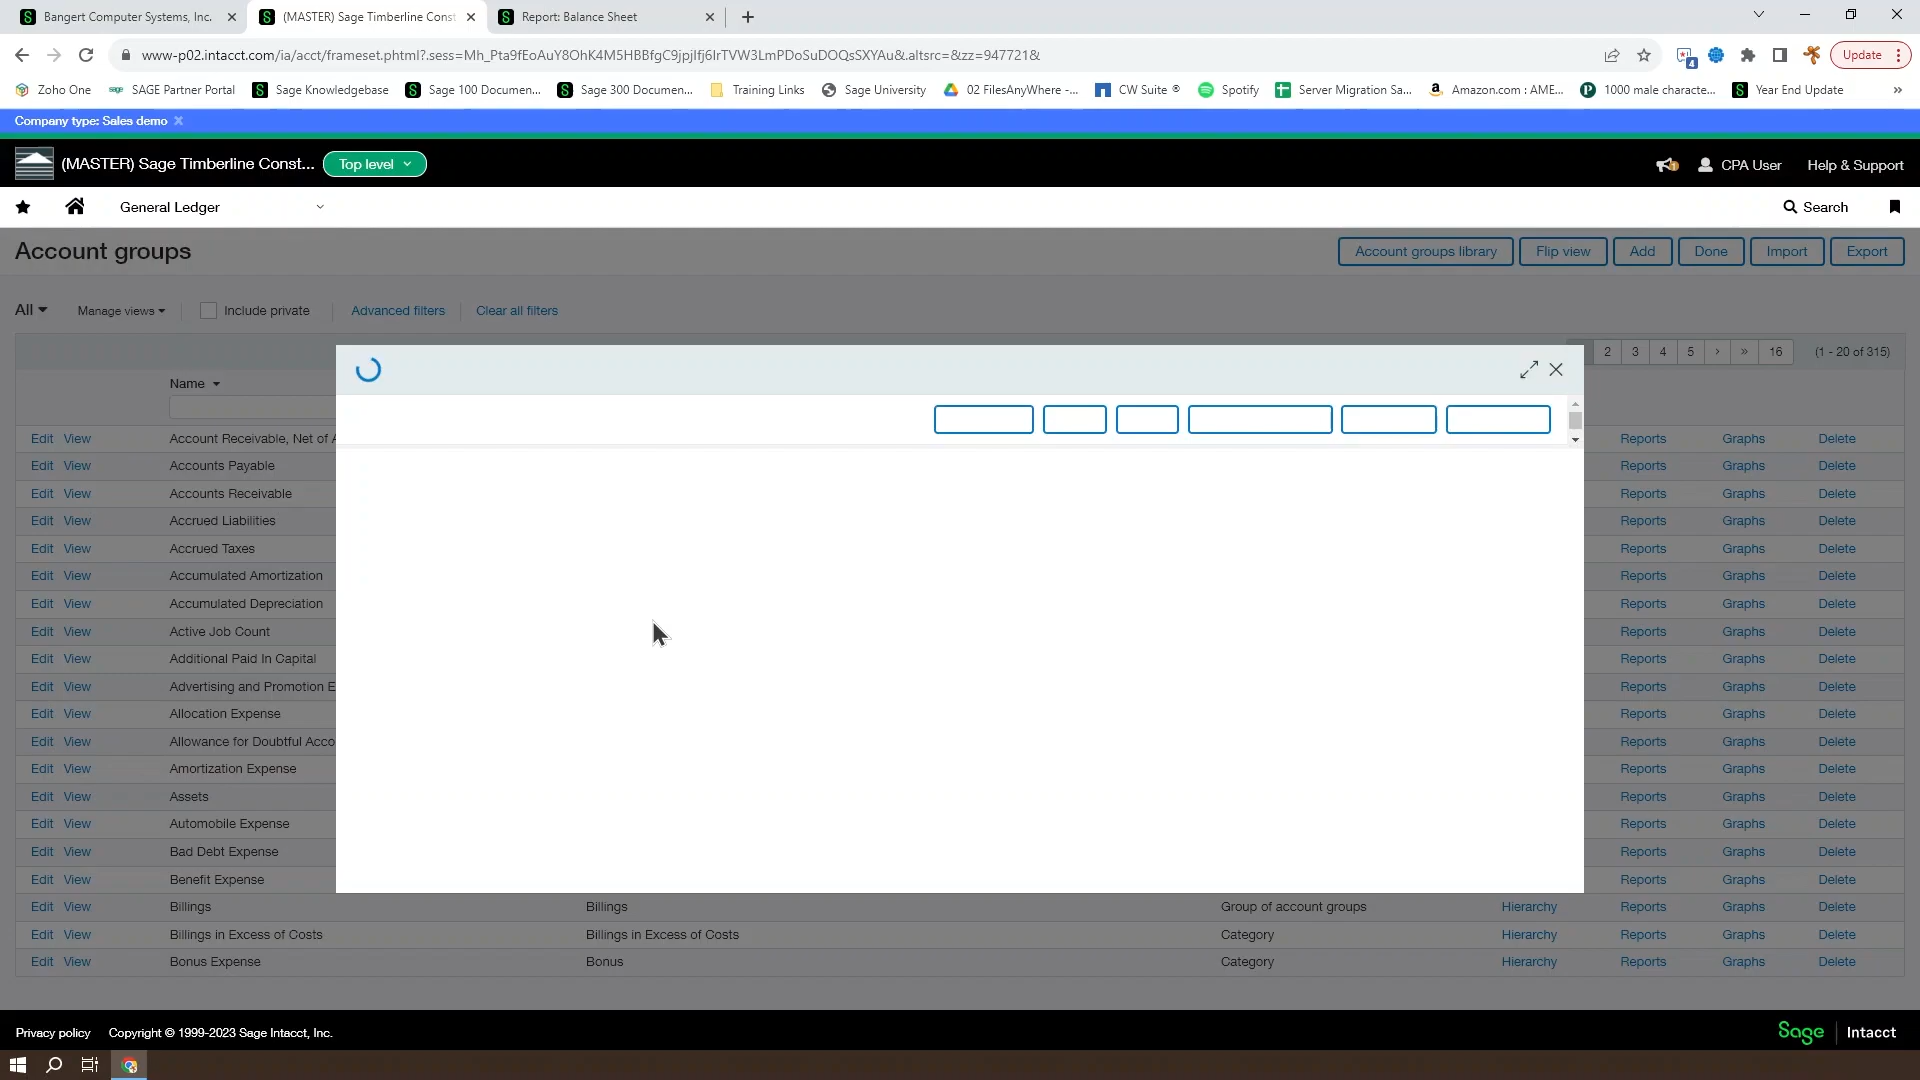 Bangert Computer Systems, Inc.
(MASTER) Sage Timberline Const
Report: Balance Sheet
www-p02.intacct.com/ia/acct/frameset.phtml?.sess=Mh_Pta9fEoAuY8OhK4M5HBBfgC9jpjIfj6IrTVW3LmPDoSuDOQsSXYAu&.altsrc=&zz=947721&
4
Update
Zoho One
SAGE Partner Portal
Sage Knowledgebase
Sage 100 Documen...
Sage 300 Documen...
Training Links
Sage University
02 FilesAnyWhere -...
CW Suite ®
Spotify
Server Migration Sa...
Amazon.com : AME...
1000 male characte...
Year End Update
»
Company type: Sales demo
(MASTER) Sage Timberline Const...
Top level
CPA User
Help & Support
General Ledger
Search
Account groups
Account groups library
Flip view
Add
Done
Import
Export
All
Manage views
Include private
Advanced filters
Clear all filters
2 3 4 5 › » 16 (1 - 20 of 315)
Name
Edit View Account Receivable, Net of A Reports Graphs Delete
Edit View Accounts Payable Reports Graphs Delete
Edit View Accounts Receivable Reports Graphs Delete
Edit View Accrued Liabilities Reports Graphs Delete
Edit View Accrued Taxes Reports Graphs Delete
Edit View Accumulated Amortization Reports Graphs Delete
Edit View Accumulated Depreciation Reports Graphs Delete
Edit View Active Job Count Reports Graphs Delete
Edit View Additional Paid In Capital Reports Graphs Delete
Edit View Advertising and Promotion E Reports Graphs Delete
Edit View Allocation Expense Reports Graphs Delete
Edit View Allowance for Doubtful Acco Reports Graphs Delete
Edit View Amortization Expense Reports Graphs Delete
Edit View Assets Reports Graphs Delete
Edit View Automobile Expense Reports Graphs Delete
Edit View Bad Debt Expense Reports Graphs Delete
Edit View Benefit Expense Reports Graphs Delete
Edit View Billings Billings Group of account groups Hierarchy Reports Graphs Delete
Edit View Billings in Excess of Costs Billings in Excess of Costs Category Hierarchy Reports Graphs Delete
Edit View Bonus Expense Bonus Category Hierarchy Reports Graphs Delete
Privacy policy
Copyright © 1999-2023 Sage Intacct, Inc.
Sage Intacct